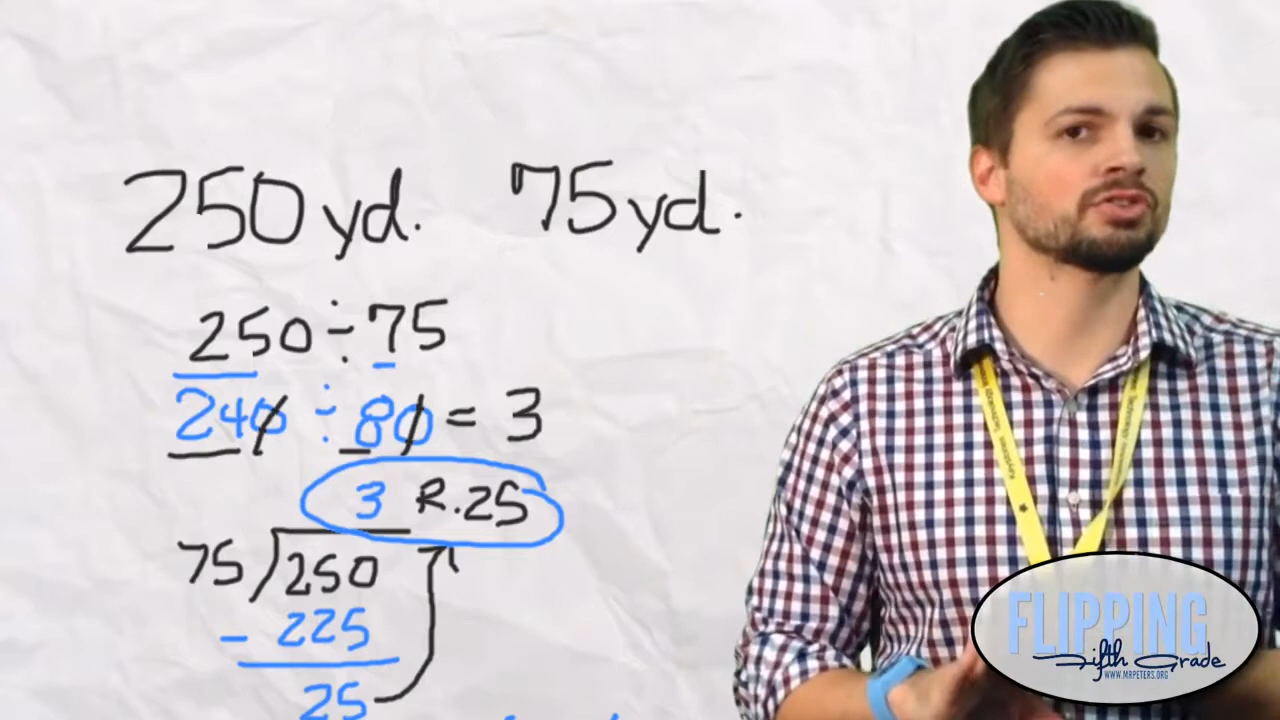 250 yd. 75 yd.
250 ÷ 75
240 ÷ 80 = 3
3 R.25
75 250
- 225
25
FLIPPING
Fifth Grade
WWW.MRPETERS.ORG